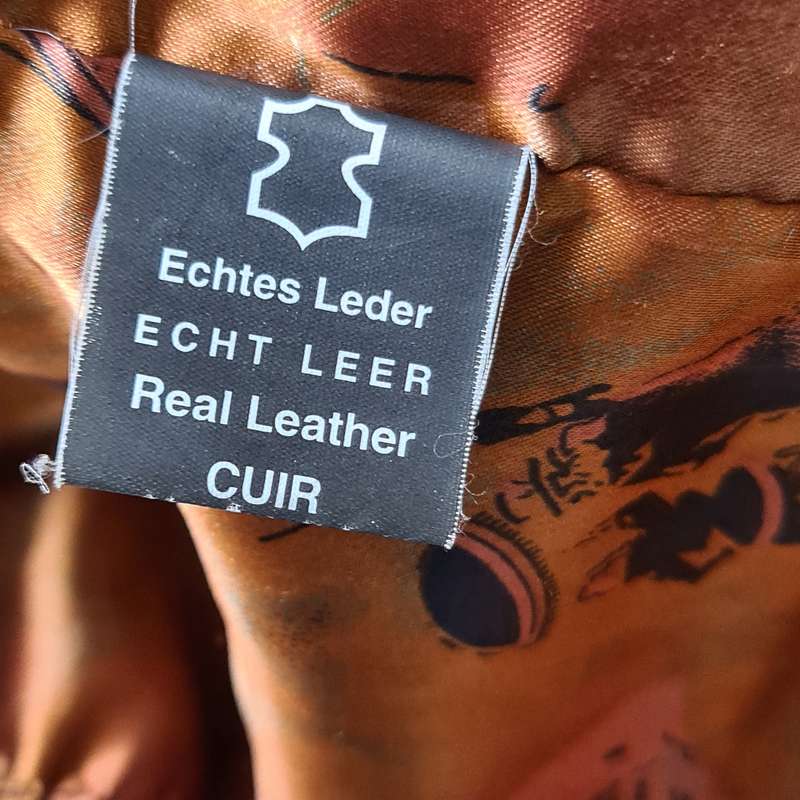 Echtes Leder
ECHT LEER
Real Leather
CUIR